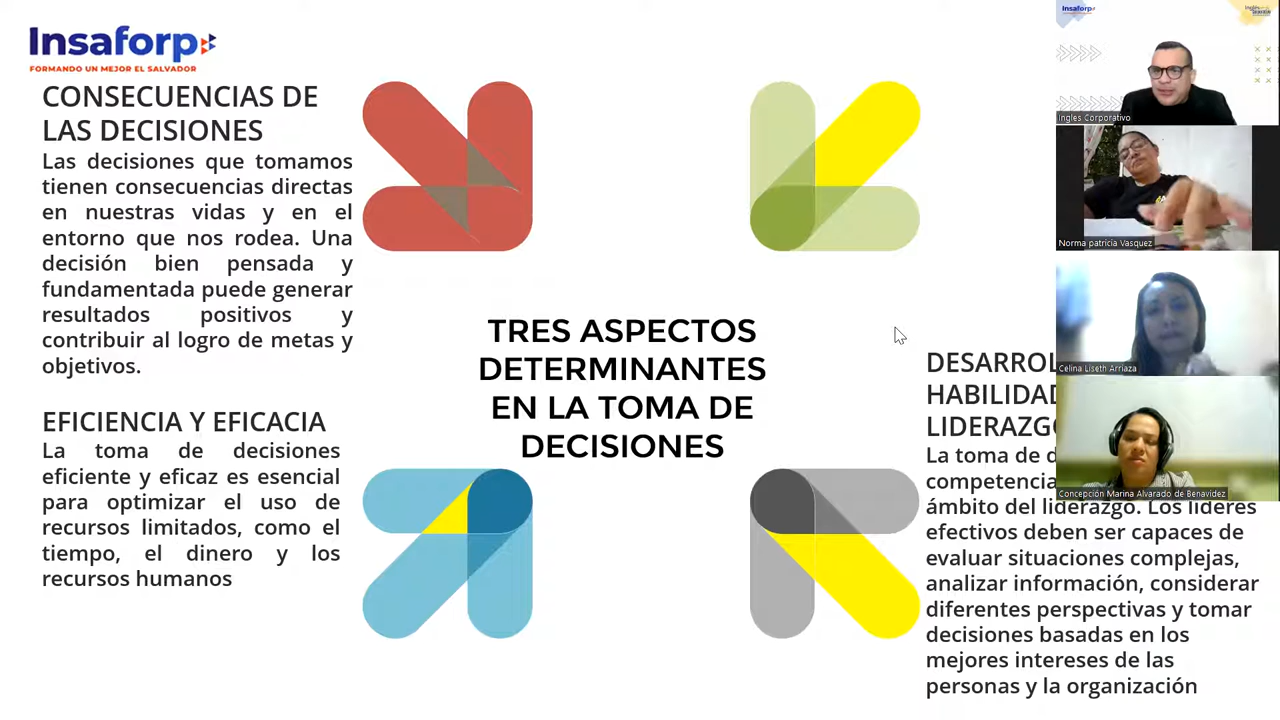 Insaforp
FORMANDO UN MEJOR EL SALVADOR
CONSECUENCIAS DE
LAS DECISIONES
Las decisiones que tomamos
tienen consecuencias directas
en nuestras vidas y en el
entorno que nos rodea. Una
decisión bien pensada y
fundamentada puede generar
resultados positivos y
contribuir al logro de metas y
objetivos.
EFICIENCIA Y EFICACIA
La toma de decisiones
eficiente y eficaz es esencial
para optimizar el uso de
recursos limitados, como el
tiempo, el dinero y los
recursos humanos
TRES ASPECTOS
DETERMINANTES
EN LA TOMA DE
DECISIONES
La toma de
ámbito del liderazgo. Los líderes
efectivos deben ser capaces de
evaluar situaciones complejas,
analizar información, considerar
diferentes perspectivas y tomar
decisiones basadas en los
mejores intereses de las
personas y la organización
Insaforp
Ingles Corporativo
Norma patricia Vasquez
Celina Liseth Arriaza
Concepción Marina Alvarado de Benavidez